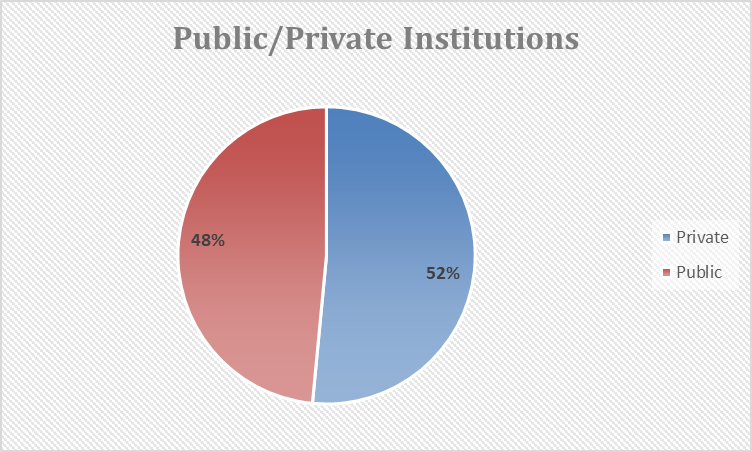 Public/Private Institutions
48%
52%
Private
Public